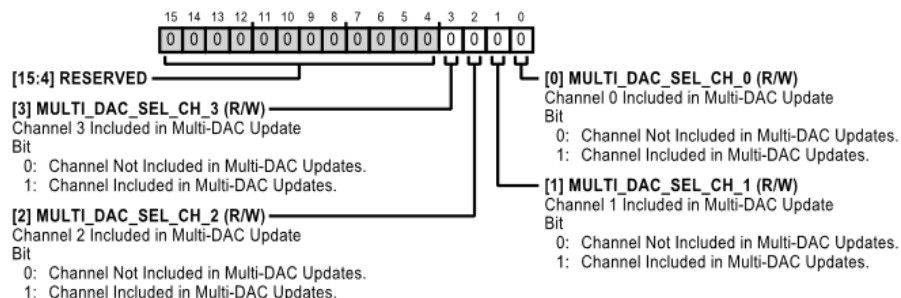 15 14 13 12 11 10 9 8 7 6 5 4 3 2 1 0
0 0 0 0 0 0 0 0 0 0 0 0 0 0 0 0
[15:4] RESERVED
[3] MULTI_DAC_SEL_CH_3 (R/W)
Channel 3 Included in Multi-DAC Update
Bit
0: Channel Not Included in Multi-DAC Updates.
1: Channel Included in Multi-DAC Updates.
[2] MULTI_DAC_SEL_CH_2 (R/W)
Channel 2 Included in Multi-DAC Update
Bit
0: Channel Not Included in Multi-DAC Updates.
1: Channel Included in Multi-DAC Updates.
[0] MULTI_DAC_SEL_CH_0 (R/W)
Channel 0 Included in Multi-DAC Update
Bit
0: Channel Not Included in Multi-DAC Updates.
1: Channel Included in Multi-DAC Updates.
[1] MULTI_DAC_SEL_CH_1 (R/W)
Channel 1 Included in Multi-DAC Update
Bit
0: Channel Not Included in Multi-DAC Updates.
1: Channel Included in Multi-DAC Updates.